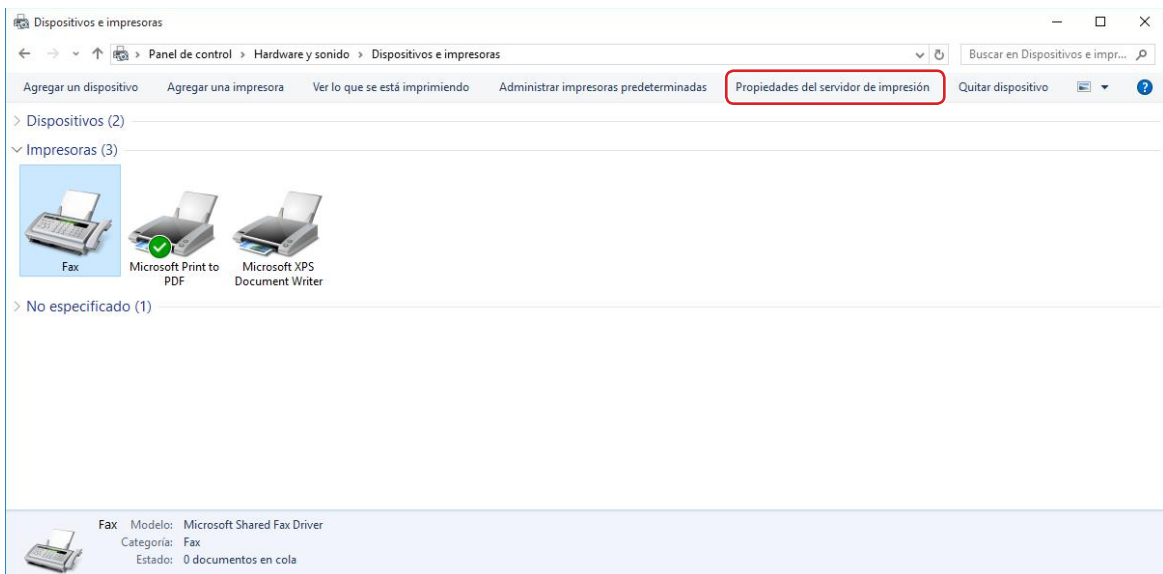 Dispositivos e impresoras
Panel de control > Hardware y sonido > Dispositivos e impresoras
Buscar en Dispositivos e impr...
Agregar un dispositivo Agregar una impresora Ver lo que se está imprimiendo Administrar impresoras predeterminadas Propiedades del servidor de impresión Quitar dispositivo
Dispositivos (2)
Impresoras (3)
Fax
Microsoft Print to
PDF
Microsoft XPS
Document Writer
No especificado (1)
Fax Modelo: Microsoft Shared Fax Driver
Categoría: Fax
Estado: 0 documentos en cola